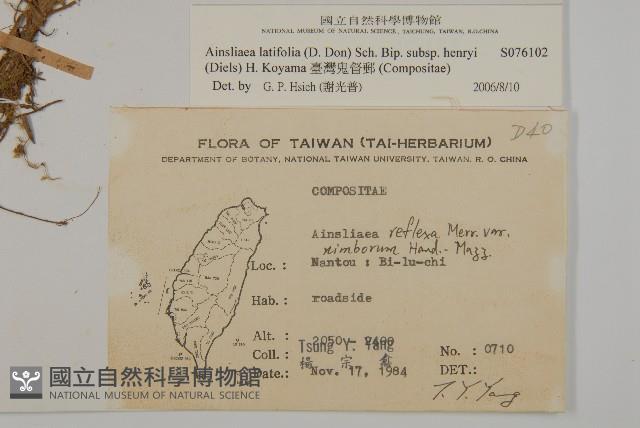 國立自然科學博物館
NATIONAL MUSEUM OF NATURAL SCIENCE, TAICHUNG, TAIWAN, R.O.CHINA
Ainsliaea latifolia (D. Don) Sch. Bip. subsp. henryi S076102
(Diels) H. Koyama 臺灣鬼督郵 (Compositae)
Det. by G. P. Hsieh (謝光普) 2006/8/10
D40
FLORA OF TAIWAN (TAI-HERBARIUM)
DEPARTMENT OF BOTANY, NATIONAL TAIWAN UNIVERSITY, TAIWAN, R. O. CHINA
COMPOSITAE
Ainsliaea reflexa Merr. var.
nimborum Hand.-Mazz.
Loc. : Nantou : Bi-lu-chi
Hab. : roadside
Alt. : 2050 - 2400
Coll. : Tsung Y. Yang No. : 0710
楊宗愈
Date.: Nov. 17, 1984 DET.:
T. Y. Yang
國立自然科學博物館
NATIONAL MUSEUM OF NATURAL SCIENCE